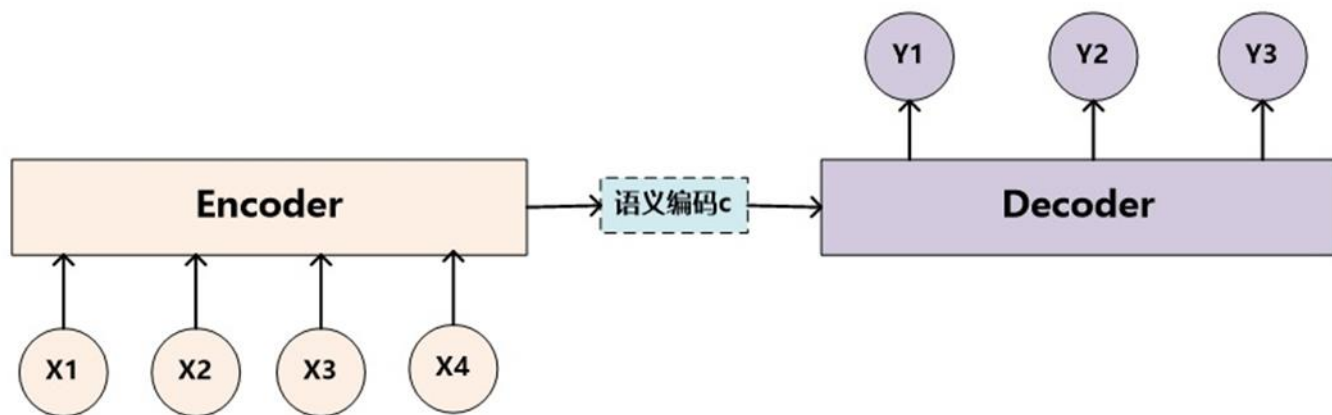 Y1 Y2 Y3
Encoder 语义编码c Decoder
X1 X2 X3 X4